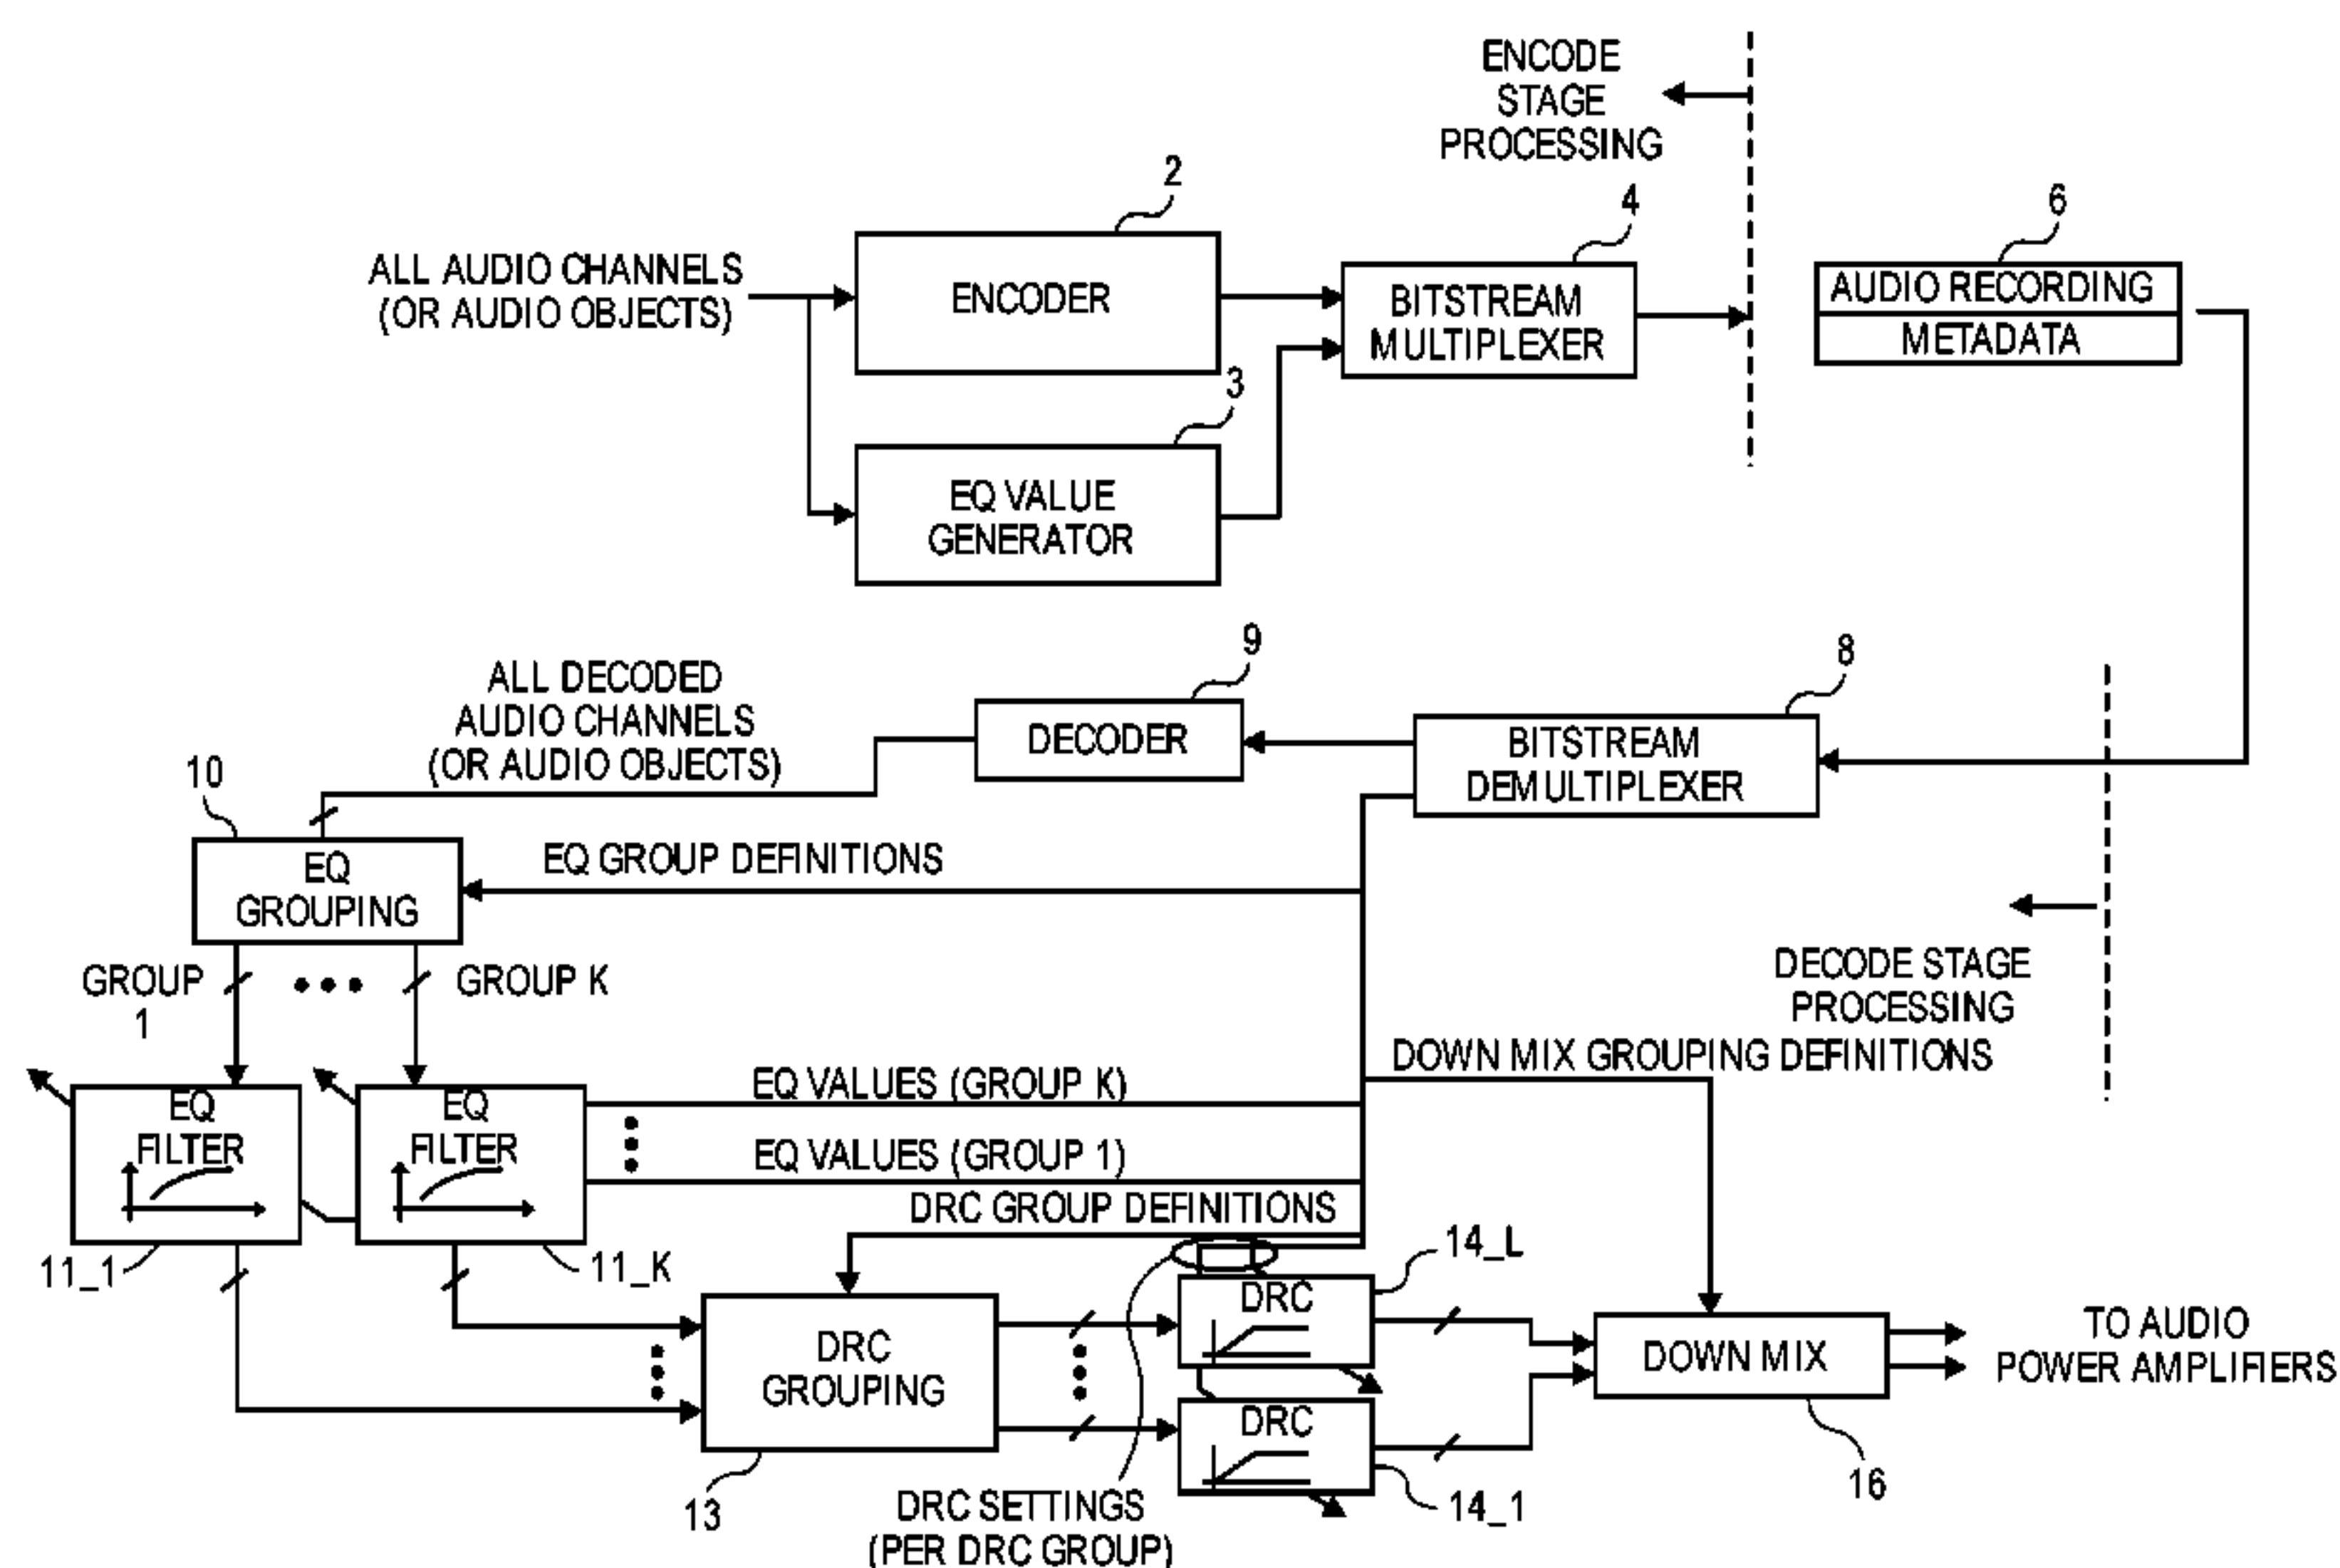 ENCODE
STAGE
PROCESSING
2
4
6
ALL AUDIO CHANNELS
(OR AUDIO OBJECTS)
ENCODER
BITSTREAM
MULTIPLEXER
AUDIO RECORDING
METADATA
3
EQ VALUE
GENERATOR
9
8
ALL DECODED
AUDIO CHANNELS
(OR AUDIO OBJECTS)
DECODER
BITSTREAM
DEMULTIPLEXER
10
EQ
GROUPING
EQ GROUP DEFINITIONS
GROUP
1
GROUP K
DECODE STAGE
PROCESSING
DOWN MIX GROUPING DEFINITIONS
EQ
FILTER
EQ
FILTER
EQ VALUES (GROUP K)
EQ VALUES (GROUP 1)
DRC GROUP DEFINITIONS
11_1
11_K
14_L
DRC
DRC
GROUPING
DOWN MIX
TO AUDIO
POWER AMPLIFIERS
DRC
13
DRC SETTINGS
(PER DRC GROUP)
14_1
16